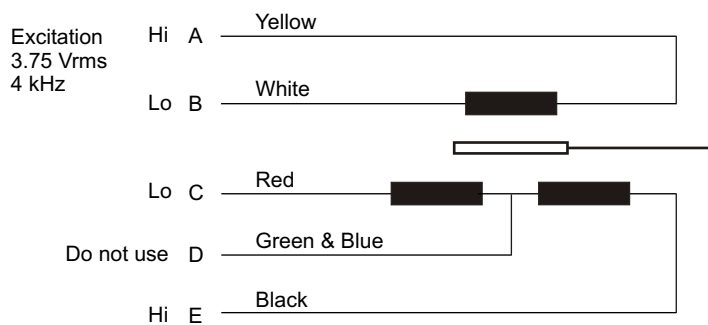 Excitation
3.75 Vrms
4 kHz
Hi A Yellow
Lo B White
Lo C Red
Do not use D Green & Blue
Hi E Black